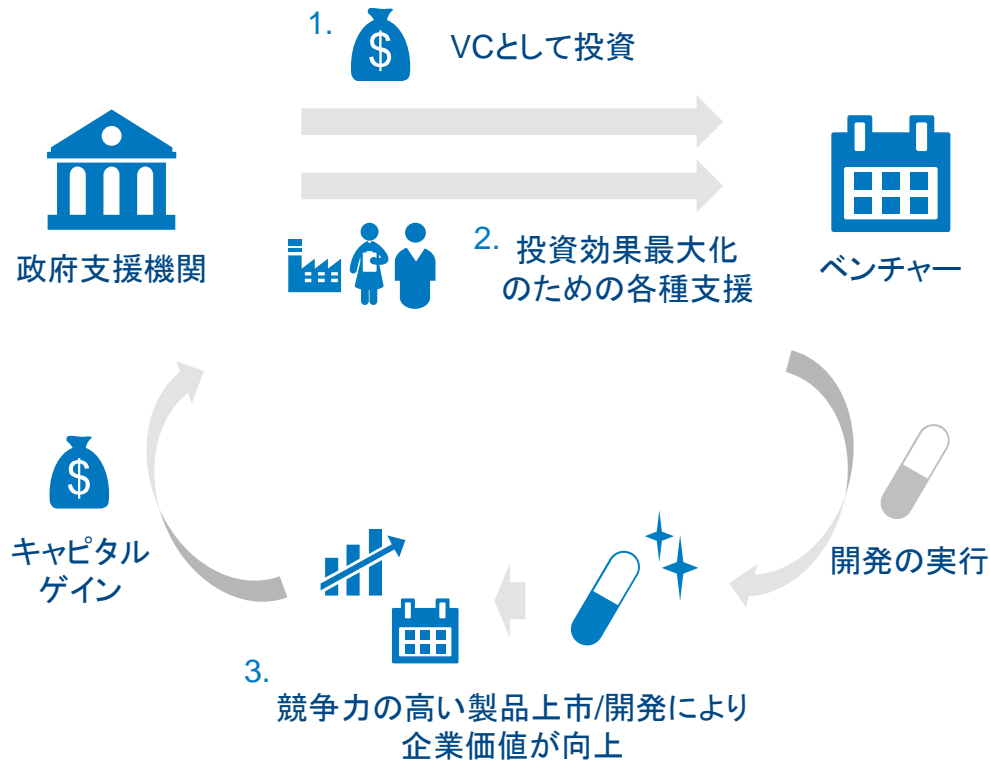 1.
$
VCとして投資
政府支援機関
2.
投資効果最大化
のための各種支援
ベンチャー
$
キャピタル
ゲイン
開発の実行
3.
競争力の高い製品上市/開発により
企業価値が向上